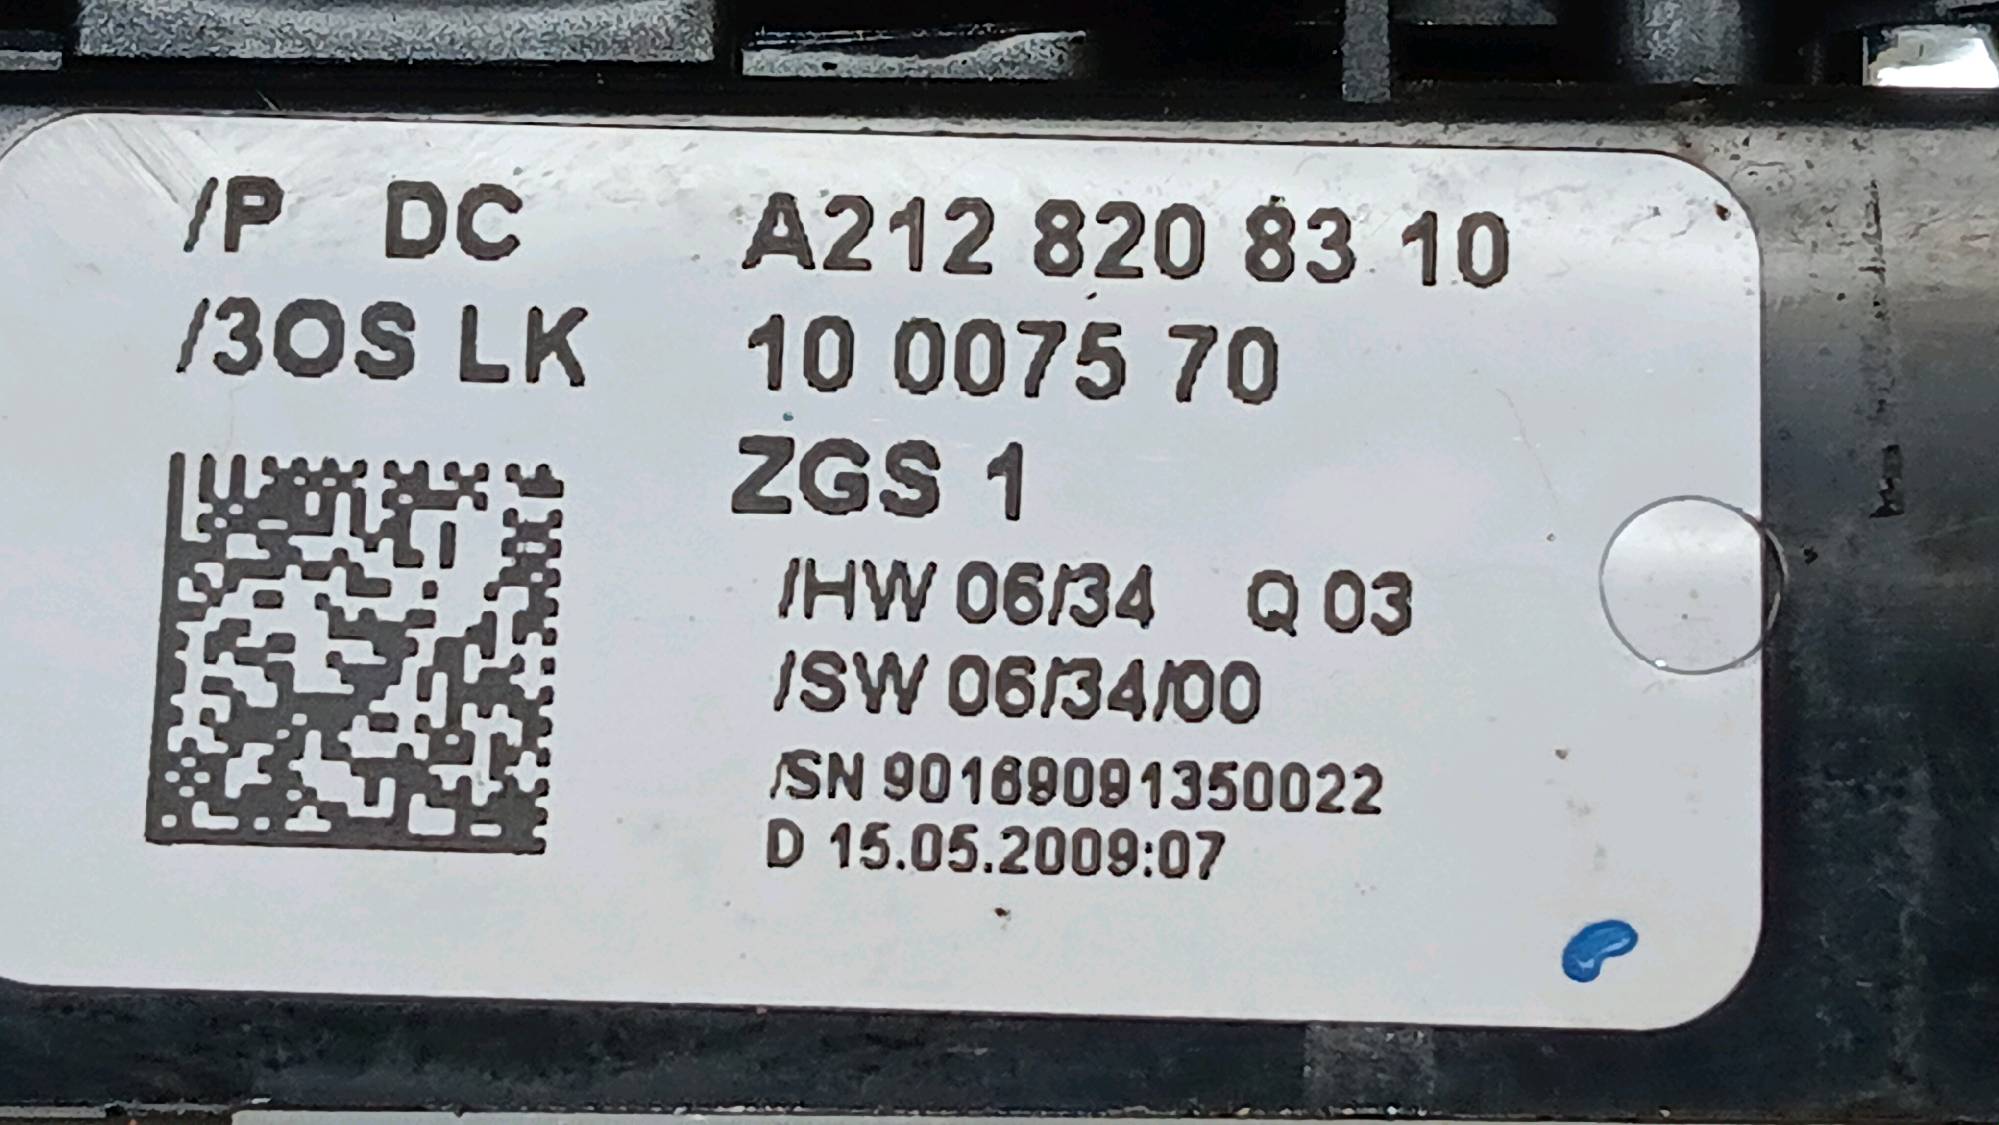 /P DC A212 820 83 10
/3OS LK 10 0075 70
ZGS 1
/HW 06/34 Q 03
/SW 06/34/00
/SN 90169091350022
D 15.05.2009:07